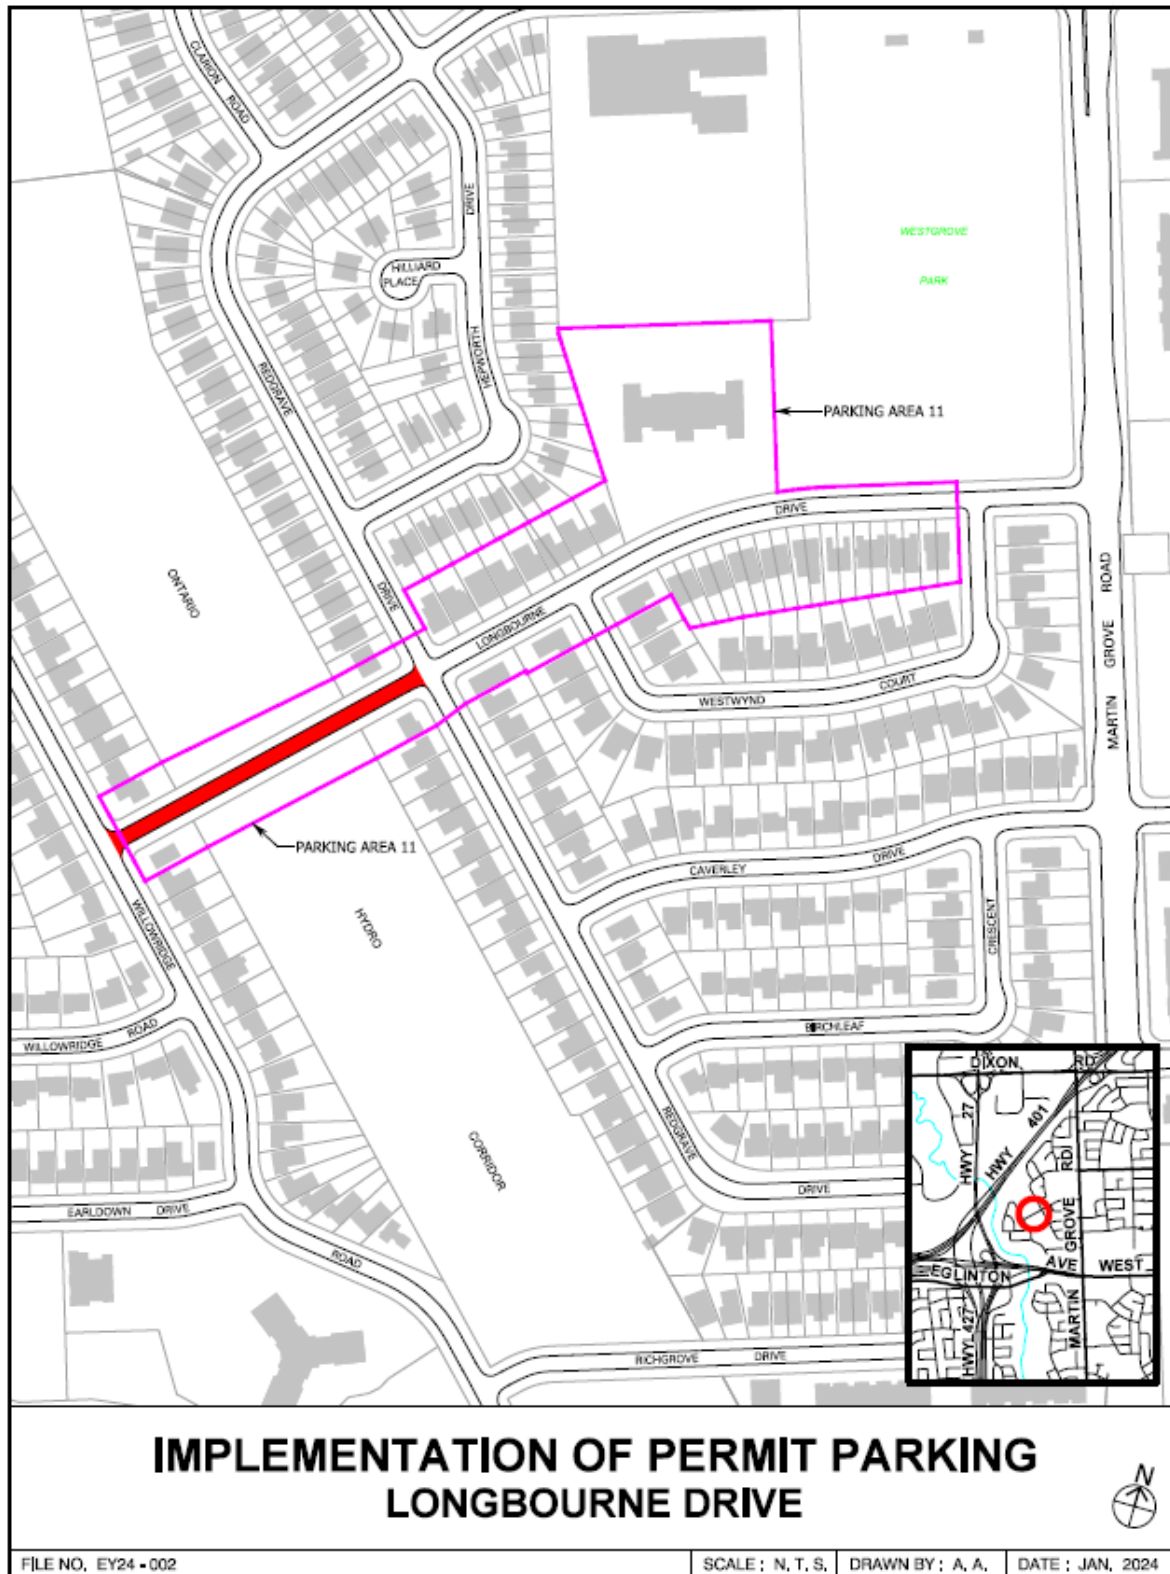 CLARION
ROAD
DRIVE
HILLIARD
PLACE
HEPWORTH
REDGRAVE
DRIVE
WESTGROVE
PARK
PARKING AREA 11
DRIVE
LONGBOURNE
ONTARIO
MARTIN GROVE ROAD
WESTWYND
COURT
PARKING AREA 11
CAVERLEY
DRIVE
CRESCENT
BIRCHLEAF
WILLOWRIDGE
WILLOWRIDGE
ROAD
HYDRO
CORRIDOR
REDGRAVE
DRIVE
EARLDOWN
DRIVE
ROAD
RICHGROVE
DRIVE
DIXON
RD
HWY 27
HWY 401
MARTIN GROVE RD
EGLINTON
AVE
WEST
HWY 427
IMPLEMENTATION OF PERMIT PARKING
LONGBOURNE DRIVE
N
FILE NO. EY24 - 002
SCALE : N. T. S.
DRAWN BY : A. A.
DATE : JAN. 2024